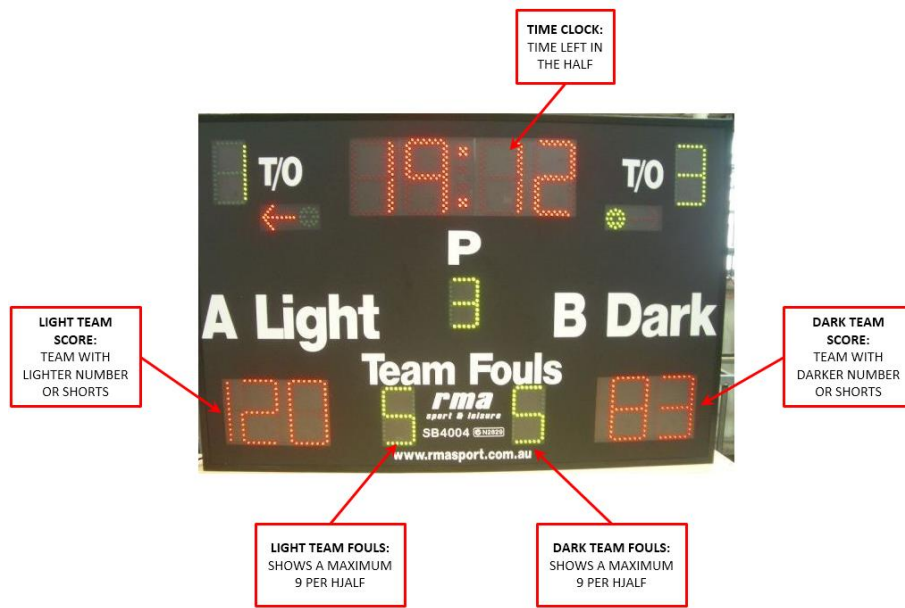 TIME CLOCK:
TIME LEFT IN
THE HALF
1 T/O 19:12 T/O 3
P
3
A Light B Dark
LIGHT TEAM
SCORE:
TEAM WITH
LIGHTER NUMBER
OR SHORTS
DARK TEAM
SCORE:
TEAM WITH
DARKER NUMBER
OR SHORTS
Team Fouls
120 5 5 83
rma
sport & leisure
SB4004 N2829
www.rmasport.com.au
LIGHT TEAM FOULS:
SHOWS A MAXIMUM
9 PER HJALF
DARK TEAM FOULS:
SHOWS A MAXIMUM
9 PER HJALF